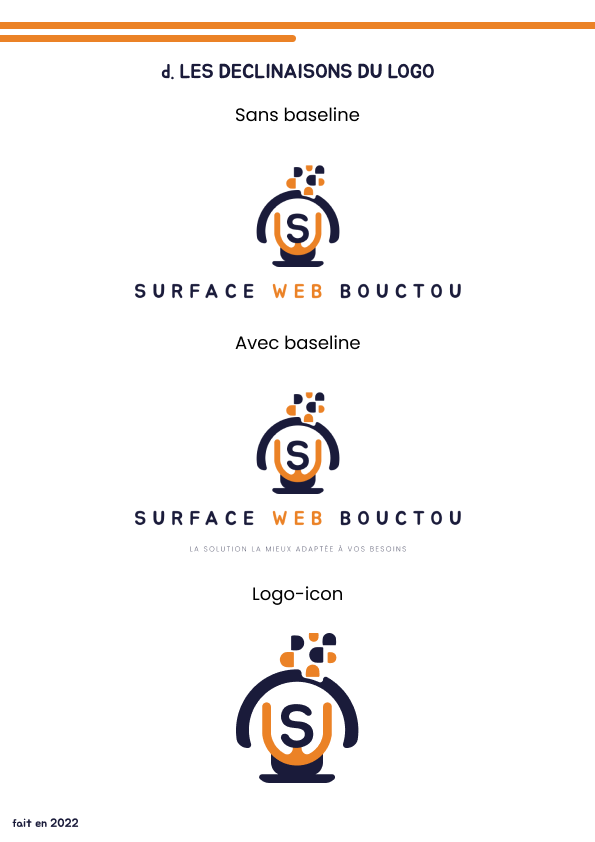 d. LES DECLINAISONS DU LOGO
Sans baseline
S
SURFACE WEB BOUCTOU
Avec baseline
S
SURFACE WEB BOUCTOU
LA SOLUTION LA MIEUX ADAPTÉE À VOS BESOINS
Logo-icon
S
fait en 2022